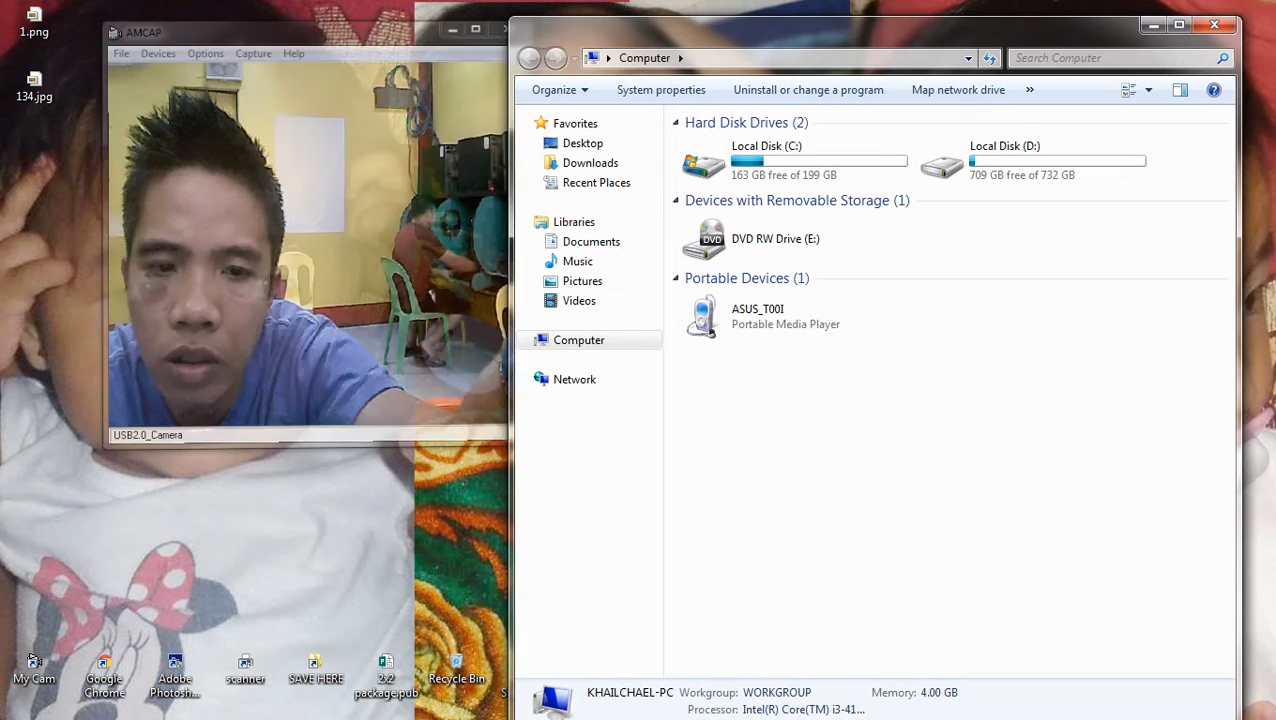 1.png
134.jpg
AMCAP
File Devices Options Capture Help
USB2.0_Camera
Computer
Search Computer
Organize System properties Uninstall or change a program Map network drive »
Favorites
Desktop
Downloads
Recent Places
Libraries
Documents
Music
Pictures
Videos
Computer
Network
Hard Disk Drives (2)
Local Disk (C:)
163 GB free of 199 GB
Local Disk (D:)
709 GB free of 732 GB
Devices with Removable Storage (1)
DVD
DVD RW Drive (E:)
Portable Devices (1)
ASUS_T00I
Portable Media Player
My Cam
Google
Chrome
Adobe
Photosh...
scanner
SAVE HERE
2x2
package.pub
Recycle Bin
KHAILCHAEL-PC Workgroup: WORKGROUP Memory: 4.00 GB
Processor: Intel(R) Core(TM) i3-41...